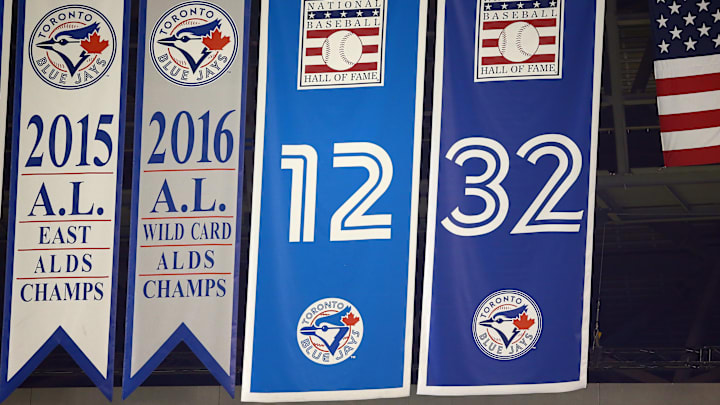 TORONTO
BLUE JAYS
2015
A.L.
EAST
ALDS
CHAMPS
TORONTO
BLUE JAYS
2016
A.L.
WILD CARD
ALDS
CHAMPS
NATIONAL
BASEBALL
HALL OF FAME
12
TORONTO
BLUE JAYS
NATIONAL
BASEBALL
HALL OF FAME
32
TORONTO
BLUE JAYS